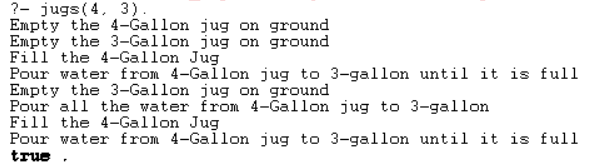 ?- jugs(4, 3).
Empty the 4-Gallon jug on ground
Empty the 3-Gallon jug on ground
Fill the 4-Gallon Jug
Pour water from 4-Gallon jug to 3-gallon until it is full
Empty the 3-Gallon jug on ground
Pour all the water from 4-Gallon jug to 3-gallon
Fill the 4-Gallon Jug
Pour water from 4-Gallon jug to 3-gallon until it is full
true .